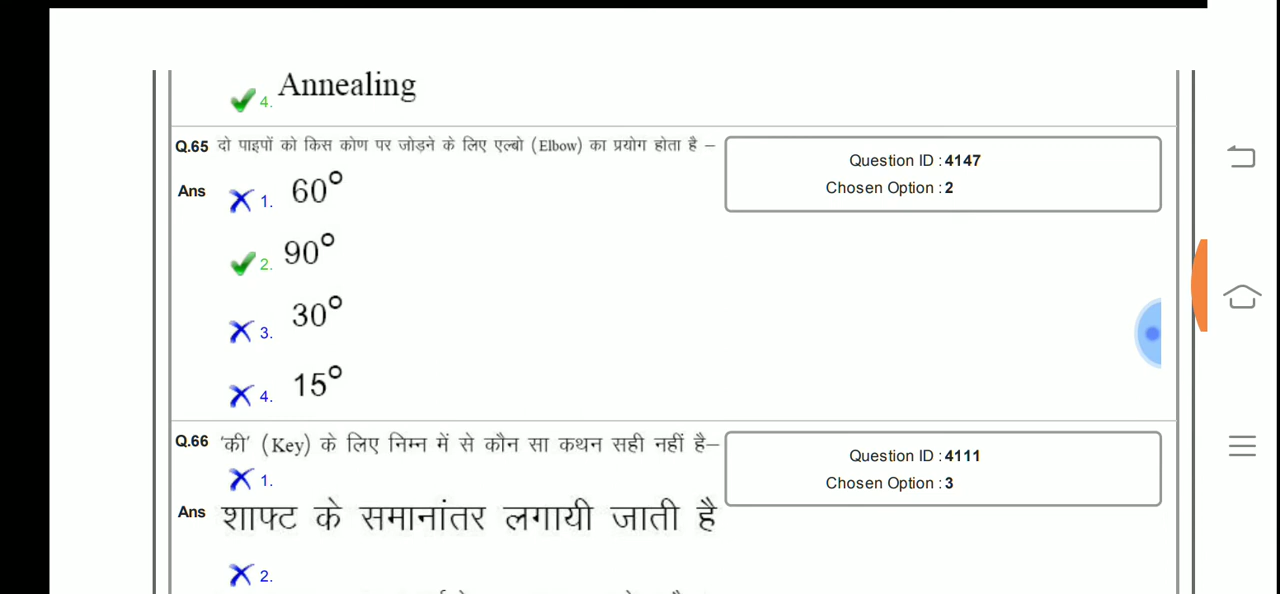 4. Annealing
Q.65 दो पाइपों को किस कोण पर जोड़ने के लिए एल्बो (Elbow) का प्रयोग होता है –
Question ID : 4147
Chosen Option : 2
Ans 1. 60°
2. 90°
3. 30°
4. 15°
Q.66 'की' (Key) के लिए निम्न में से कौन सा कथन सही नहीं है–
Question ID : 4111
Chosen Option : 3
1.
Ans शाफ्ट के समानांतर लगायी जाती है
2.